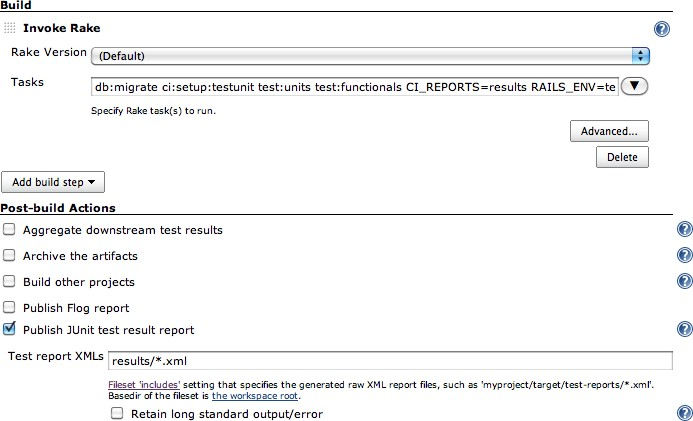 Build
Invoke Rake
Rake Version (Default)
Tasks db:migrate ci:setup:testunit test:units test:functionals CI_REPORTS=results RAILS_ENV=te
Specify Rake task(s) to run.
Advanced...
Delete
Add build step
Post-build Actions
Aggregate downstream test results
Archive the artifacts
Build other projects
Publish Flog report
Publish JUnit test result report
Test report XMLs results/*.xml
Fileset 'includes' setting that specifies the generated raw XML report files, such as 'myproject/target/test-reports/*.xml'.
Basedir of the fileset is the workspace root.
Retain long standard output/error